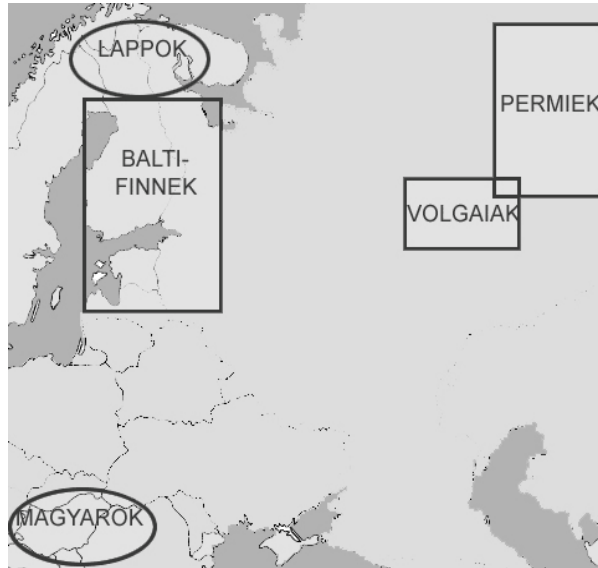 LAPPOK
PERMIEK
BALTI-
FINNEK
VOLGAIAK
MAGYAROK